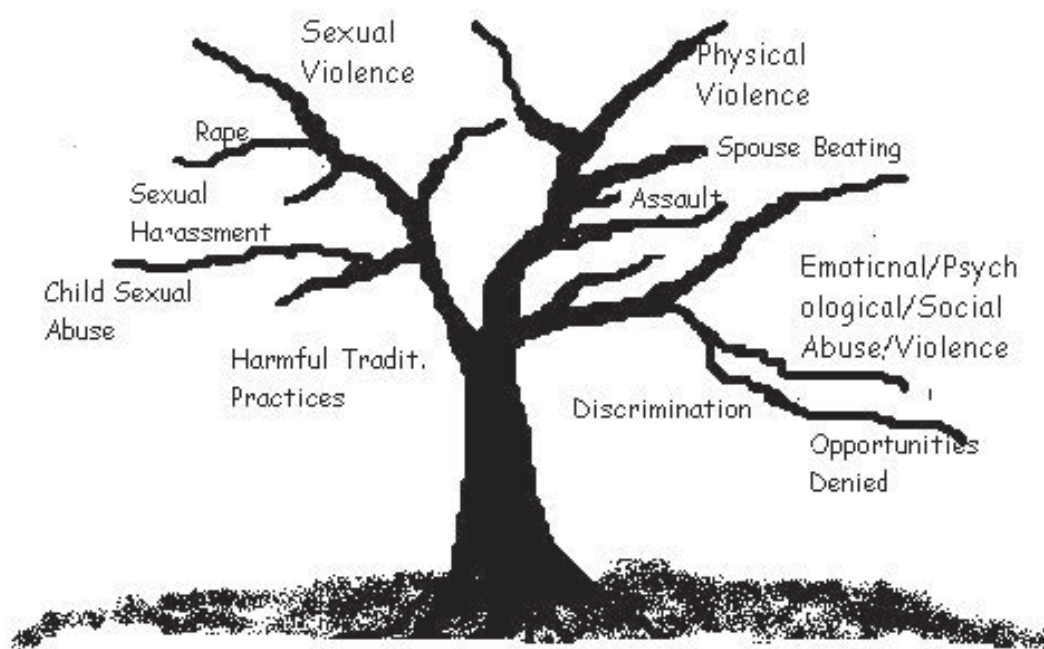 Sexual
Violence
Physical
Violence
Rape
Spouse Beating
Sexual
Harassment
Assault
Child Sexual
Abuse
Emotional/Psych
ological/Social
Abuse/Violence
Harmful Tradit.
Practices
Discrimination
Opportunities
Denied